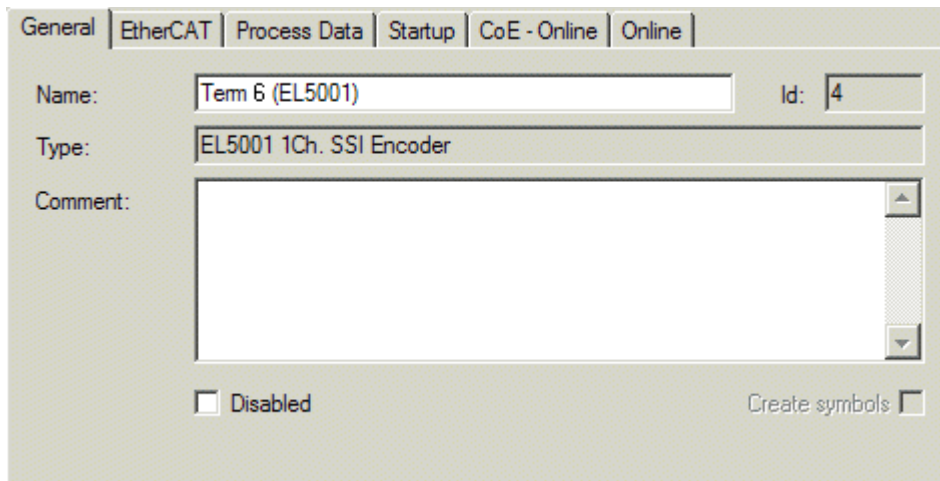 General EtherCAT Process Data Startup CoE - Online Online
Name: Term 6 (EL5001) Id: 4
Type: EL5001 1Ch. SSI Encoder
Comment:
Disabled Create symbols